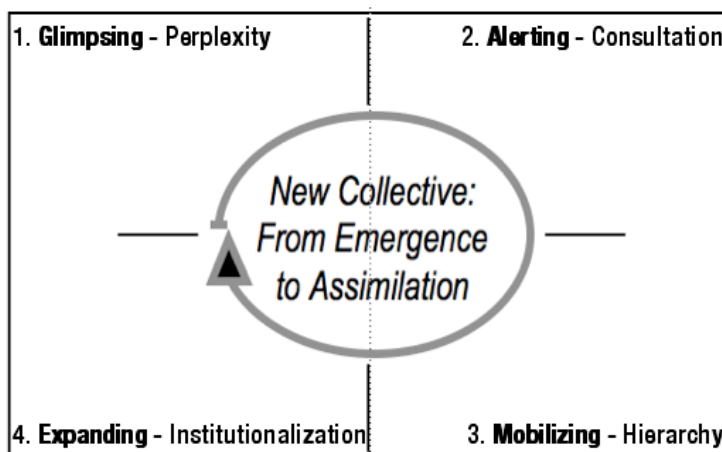 1. Glimpsing - Perplexity
2. Alerting - Consultation
New Collective:
From Emergence
to Assimilation
4. Expanding - Institutionalization
3. Mobilizing - Hierarchy